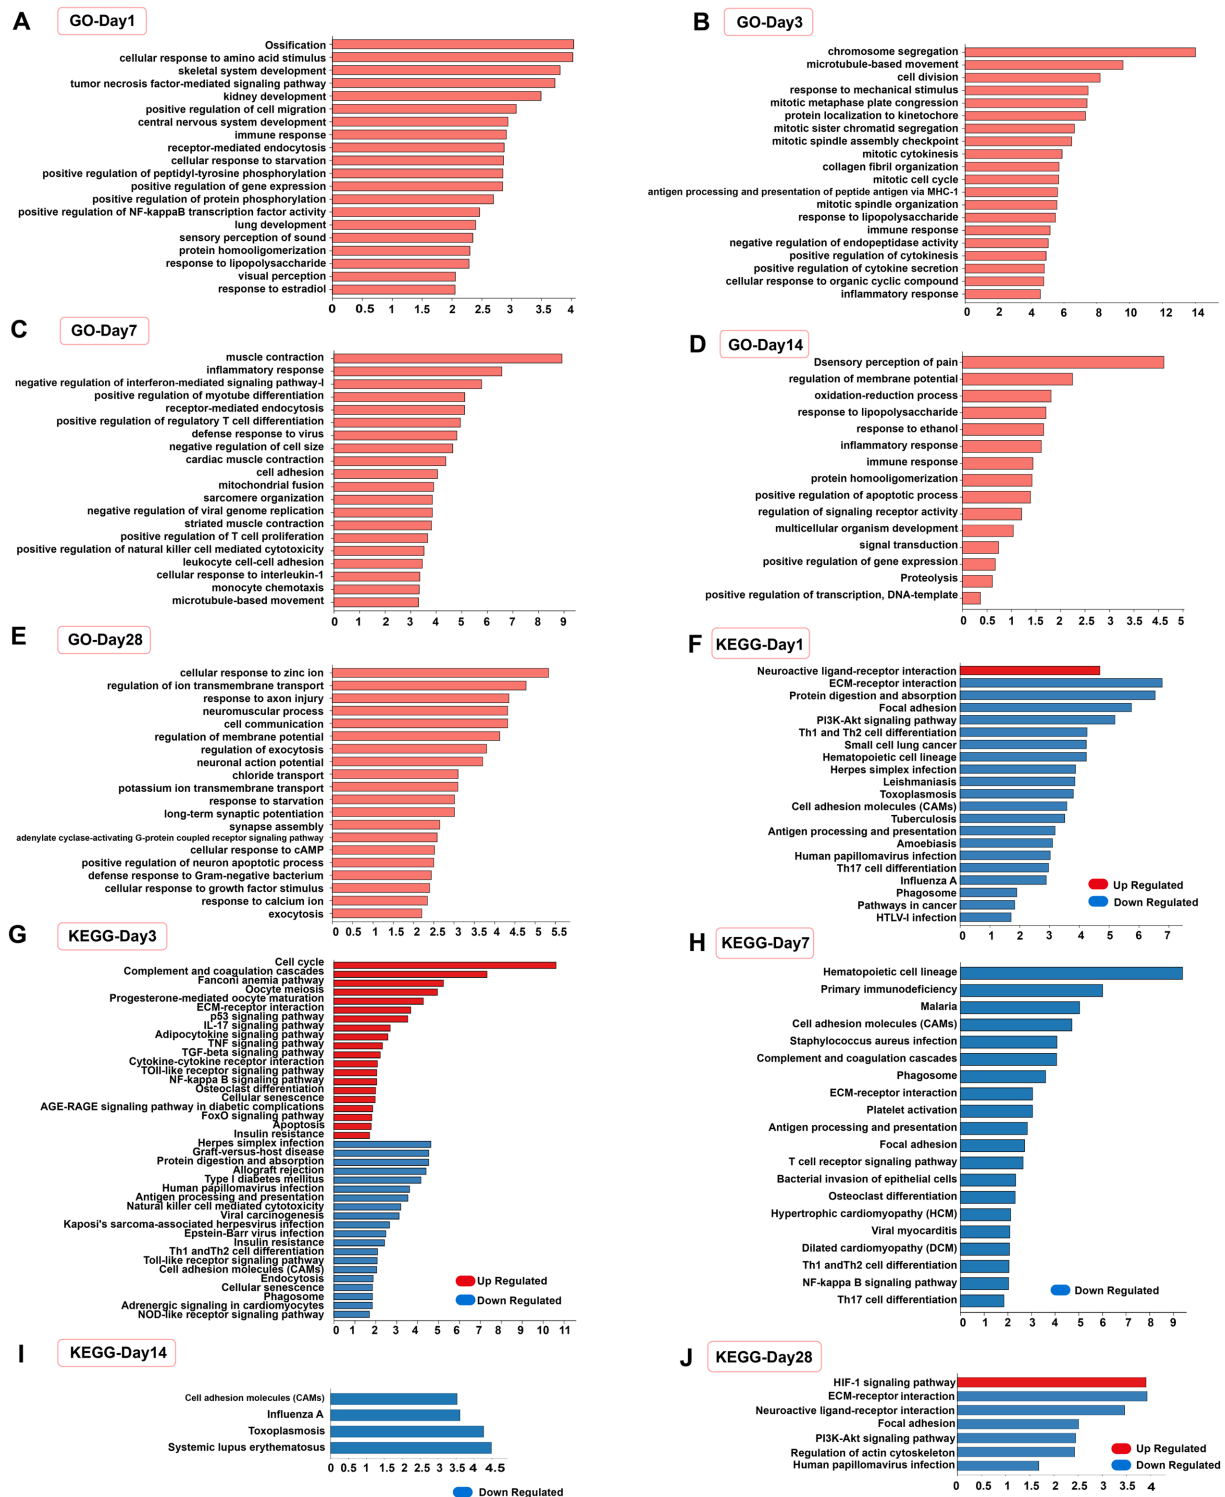 A
GO-Day1
Ossification
cellular response to amino acid stimulus
skeletal system development
tumor necrosis factor-mediated signaling pathway
kidney development
positive regulation of cell migration
central nervous system development
immune response
receptor-mediated endocytosis
cellular response to starvation
positive regulation of peptidyl-tyrosine phosphorylation
positive regulation of gene expression
positive regulation of protein phosphorylation
positive regulation of NF-kappaB transcription factor activity
lung development
sensory perception of sound
protein homooligomerization
response to lipopolysaccharide
visual perception
response to estradiol
0 0.5 1 1.5 2 2.5 3 3.5 4
B
GO-Day3
chromosome segregation
microtubule-based movement
cell division
response to mechanical stimulus
mitotic metaphase plate congression
protein localization to kinetochore
mitotic sister chromatid segregation
mitotic spindle assembly checkpoint
mitotic cytokinesis
collagen fibril organization
mitotic cell cycle
antigen processing and presentation of peptide antigen via MHC-1
mitotic spindle organization
response to lipopolysaccharide
immune response
negative regulation of endopeptidase activity
positive regulation of cytokinesis
positive regulation of cytokine secretion
cellular response to organic cyclic compound
inflammatory response
0 2 4 6 8 10 12 14
C
GO-Day7
muscle contraction
inflammatory response
negative regulation of interferon-mediated signaling pathway-I
positive regulation of myotube differentiation
receptor-mediated endocytosis
positive regulation of regulatory T cell differentiation
defense response to virus
negative regulation of cell size
cardiac muscle contraction
cell adhesion
mitochondrial fusion
sarcomere organization
negative regulation of viral genome replication
striated muscle contraction
positive regulation of T cell proliferation
positive regulation of natural killer cell mediated cytotoxicity
leukocyte cell-cell adhesion
cellular response to interleukin-1
monocyte chemotaxis
microtubule-based movement
0 1 2 3 4 5 6 7 8 9
D
GO-Day14
Dsensory perception of pain
regulation of membrane potential
oxidation-reduction process
response to lipopolysaccharide
response to ethanol
inflammatory response
immune response
protein homooligomerization
positive regulation of apoptotic process
regulation of signaling receptor activity
multicellular organism development
signal transduction
positive regulation of gene expression
Proteolysis
positive regulation of transcription, DNA-template
0 0.5 1 1.5 2 2.5 3 3.5 4 4.5 5
E
GO-Day28
cellular response to zinc ion
regulation of ion transmembrane transport
response to axon injury
neuromuscular process
cell communication
regulation of membrane potential
regulation of exocytosis
neuronal action potential
chloride transport
potassium ion transmembrane transport
response to starvation
long-term synaptic potentiation
synapse assembly
adenylate cyclase-activating G-protein coupled receptor signaling pathway
cellular response to cAMP
positive regulation of neuron apoptotic process
defense response to Gram-negative bacterium
cellular response to growth factor stimulus
response to calcium ion
exocytosis
0 0.5 1 1.5 2 2.5 3 3.5 4 4.5 5 5.5
F
KEGG-Day1
Neuroactive ligand-receptor interaction
ECM-receptor interaction
Protein digestion and absorption
Focal adhesion
PI3K-Akt signaling pathway
Th1 and Th2 cell differentiation
Small cell lung cancer
Hematopoietic cell lineage
Herpes simplex infection
Leishmaniasis
Toxoplasmosis
Cell adhesion molecules (CAMs)
Tuberculosis
Antigen processing and presentation
Amoebiasis
Human papillomavirus infection
Th17 cell differentiation
Influenza A
Phagosome
Pathways in cancer
HTLV-I infection
0 1 2 3 4 5 6 7
Up Regulated
Down Regulated
G
KEGG-Day3
Cell cycle
Complement and coagulation cascades
Fanconi anemia pathway
Oocyte meiosis
Progesterone-mediated oocyte maturation
ECM-receptor interaction
p53 signaling pathway
IL-17 signaling pathway
Adipocytokine signaling pathway
TNF signaling pathway
TGF-beta signaling pathway
Cytokine-cytokine receptor interaction
TOll-like receptor signaling pathway
NF-kappa B signaling pathway
Osteoclast differentiation
Cellular senescence
AGE-RAGE signaling pathway in diabetic complications
FoxO signaling pathway
Apoptosis
Insulin resistance
Herpes simplex infection
Graft-versus-host disease
Protein digestion and absorption
Allograft rejection
Type I diabetes mellitus
Human papillomavirus infection
Antigen processing and presentation
Natural killer cell mediated cytotoxicity
Viral carcinogenesis
Kaposi's sarcoma-associated herpesvirus infection
Epstein-Barr virus infection
Insulin resistance
Th1 andTh2 cell differentiation
Toll-like receptor signaling pathway
Cell adhesion molecules (CAMs)
Endocytosis
Cellular senescence
Phagosome
Adrenergic signaling in cardiomyocytes
NOD-like receptor signaling pathway
0 1 2 3 4 5 6 7 8 9 10 11
Up Regulated
Down Regulated
H
KEGG-Day7
Hematopoietic cell lineage
Primary immunodeficiency
Malaria
Cell adhesion molecules (CAMs)
Staphylococcus aureus infection
Complement and coagulation cascades
Phagosome
ECM-receptor interaction
Platelet activation
Antigen processing and presentation
Focal adhesion
T cell receptor signaling pathway
Bacterial invasion of epithelial cells
Osteoclast differentiation
Hypertrophic cardiomyopathy (HCM)
Viral myocarditis
Dilated cardiomyopathy (DCM)
Th1 andTh2 cell differentiation
NF-kappa B signaling pathway
Th17 cell differentiation
0 1 2 3 4 5 6 7 8 9
Down Regulated
I
KEGG-Day14
Cell adhesion molecules (CAMs)
Influenza A
Toxoplasmosis
Systemic lupus erythematosus
0 0.5 1 1.5 2 2.5 3 3.5 4 4.5
Down Regulated
J
KEGG-Day28
HIF-1 signaling pathway
ECM-receptor interaction
Neuroactive ligand-receptor interaction
Focal adhesion
PI3K-Akt signaling pathway
Regulation of actin cytoskeleton
Human papillomavirus infection
0 0.5 1 1.5 2 2.5 3 3.5 4
Up Regulated
Down Regulated